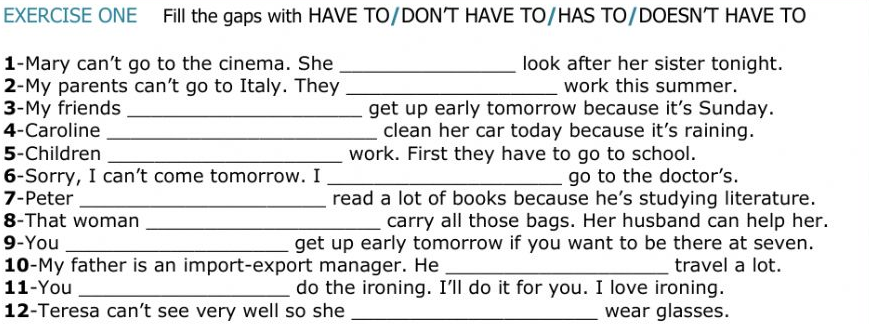 EXERCISE ONE Fill the gaps with HAVE TO/DON'T HAVE TO/HAS TO/DOESN'T HAVE TO
1-Mary can't go to the cinema. She ________________ look after her sister tonight.
2-My parents can't go to Italy. They ___________________ work this summer.
3-My friends _____________________ get up early tomorrow because it's Sunday.
4-Caroline ________________________ clean her car today because it's raining.
5-Children _____________________ work. First they have to go to school.
6-Sorry, I can't come tomorrow. I _____________________ go to the doctor's.
7-Peter ______________________ read a lot of books because he's studying literature.
8-That woman _____________________ carry all those bags. Her husband can help her.
9-You ____________________ get up early tomorrow if you want to be there at seven.
10-My father is an import-export manager. He ____________________ travel a lot.
11-You ___________________ do the ironing. I'll do it for you. I love ironing.
12-Teresa can't see very well so she ______________________ wear glasses.